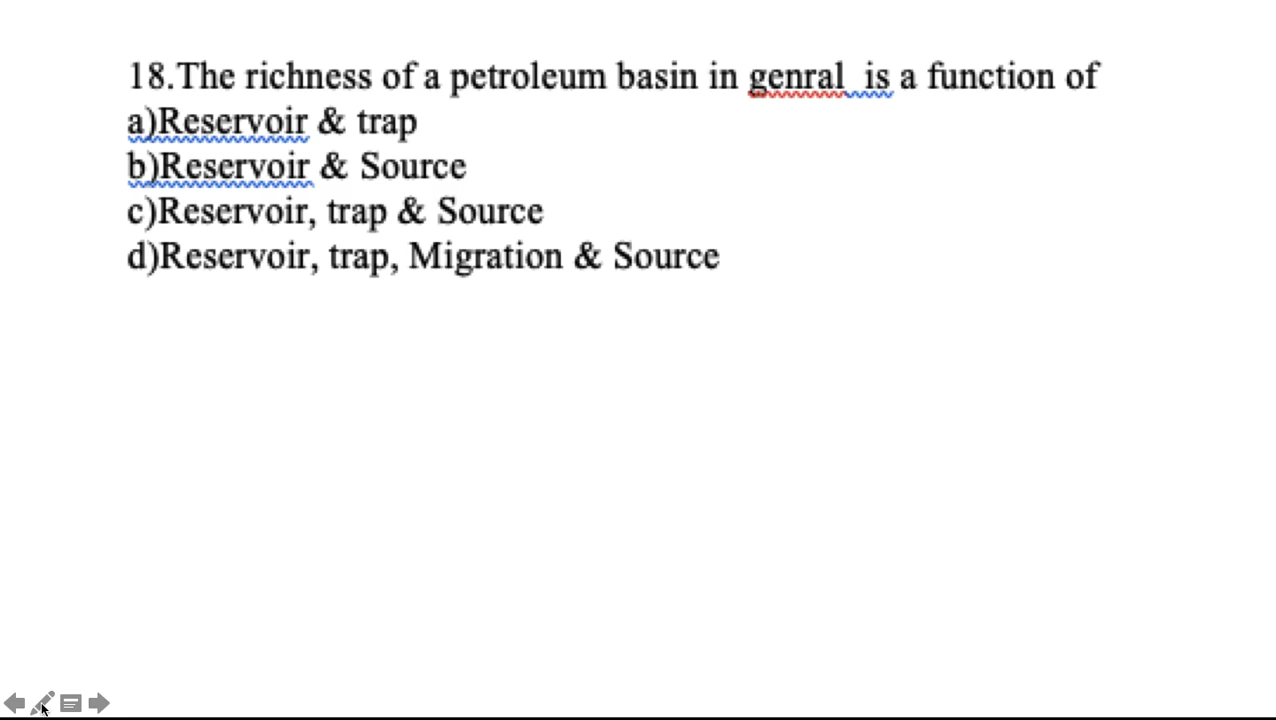 18.The richness of a petroleum basin in genral  is a function of
a)Reservoir & trap
b)Reservoir & Source
c)Reservoir, trap & Source
d)Reservoir, trap, Migration & Source